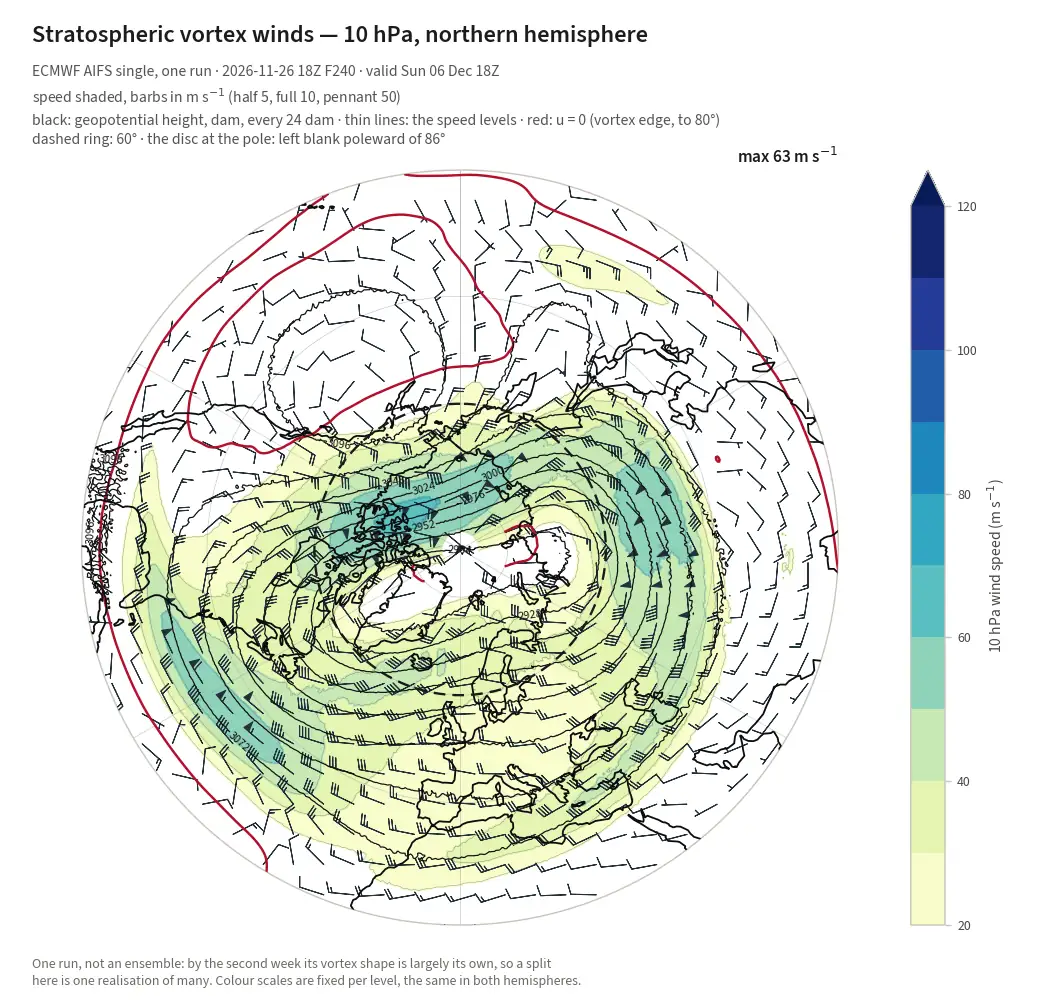 Stratospheric vortex winds — 10 hPa, northern hemisphere
ECMWF AIFS single, one run · 2026-11-26 18Z F240 · valid Sun 06 Dec 18Z
speed shaded, barbs in m s⁻¹ (half 5, full 10, pennant 50)
black: geopotential height, dam, every 24 dam · thin lines: the speed levels · red: u = 0 (vortex edge, to 80°)
dashed ring: 60° · the disc at the pole: left blank poleward of 86°
max 63 m s⁻¹
120
100
80
60
40
20
10 hPa wind speed (m s⁻¹)
3096
3024
3000
2976
2952
2928
3072
One run, not an ensemble: by the second week its vortex shape is largely its own, so a split
here is one realisation of many. Colour scales are fixed per level, the same in both hemispheres.